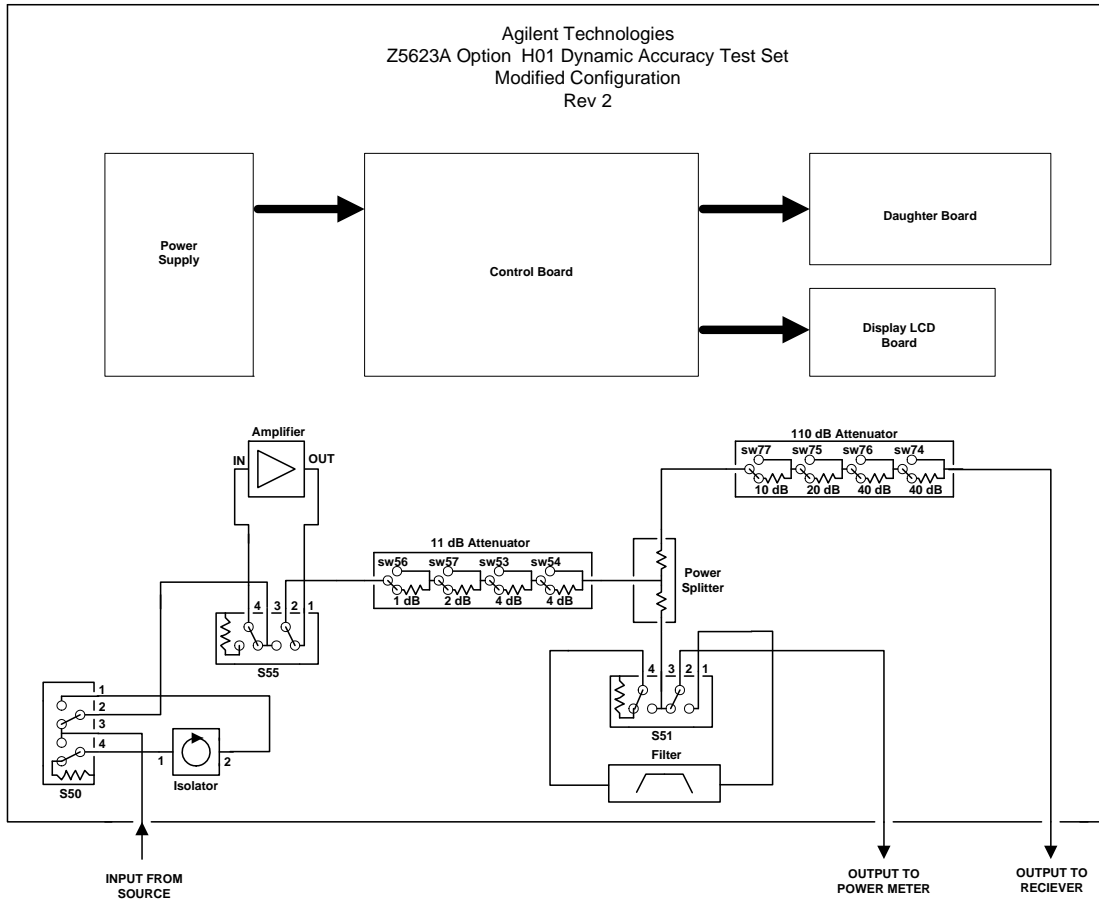 Agilent Technologies
Z5623A Option H01 Dynamic Accuracy Test Set
Modified Configuration
Rev 2
Power
Supply
Control Board
Daughter Board
Display LCD
Board
Amplifier
IN
OUT
110 dB Attenuator
sw77 sw75 sw76 sw74
10 dB 20 dB 40 dB 40 dB
11 dB Attenuator
sw56 sw57 sw53 sw54
1 dB 2 dB 4 dB 4 dB
Power
Splitter
4 3 2 1
S55
4 3 2 1
S51
1
2
3
4
S50
1
2
Isolator
Filter
INPUT FROM
SOURCE
OUTPUT TO
POWER METER
OUTPUT TO
RECIEVER